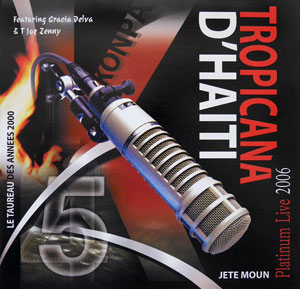 Featuring Gracia Delva
& T Joe Zenny
KONPA
TROPICANA
D'HAITI
Platinum Live 2006
LE TAUREAU DES ANNEES 2000
5
JETE MOUN